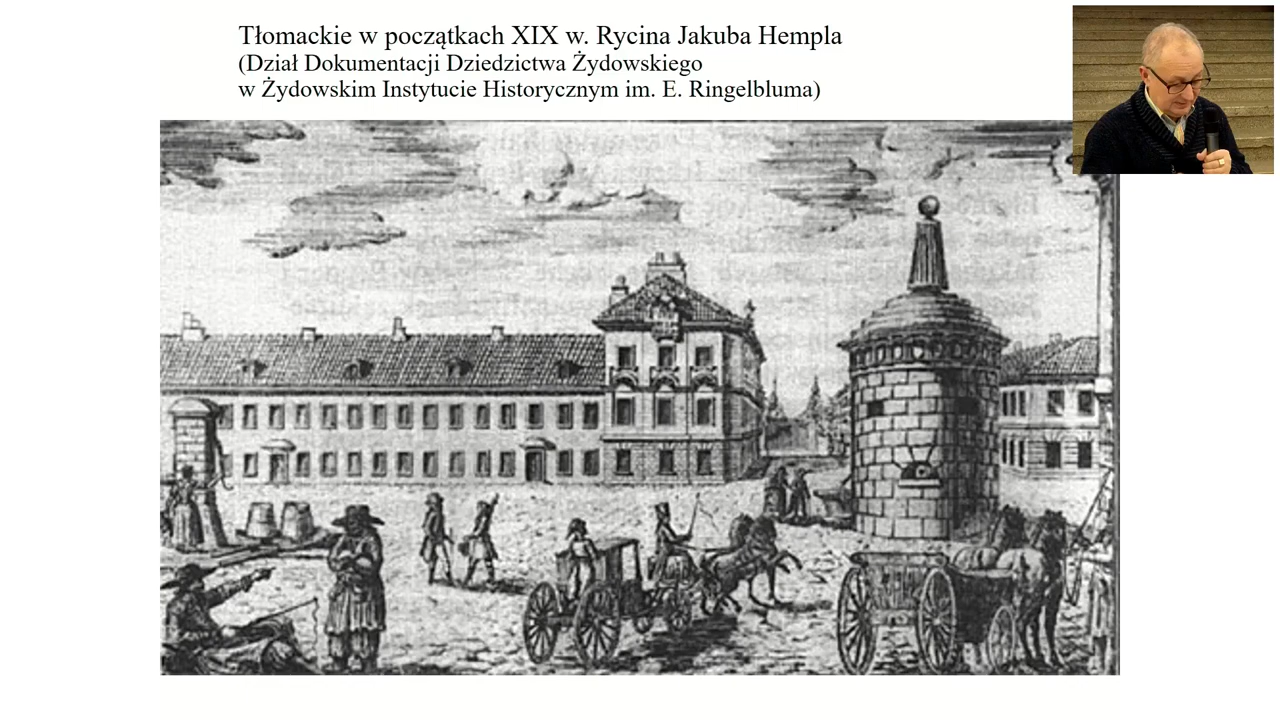 Tłomackie w początkach XIX w. Rycina Jakuba Hempla
(Dział Dokumentacji Dziedzictwa Żydowskiego
w Żydowskim Instytucie Historycznym im. E. Ringelbluma)